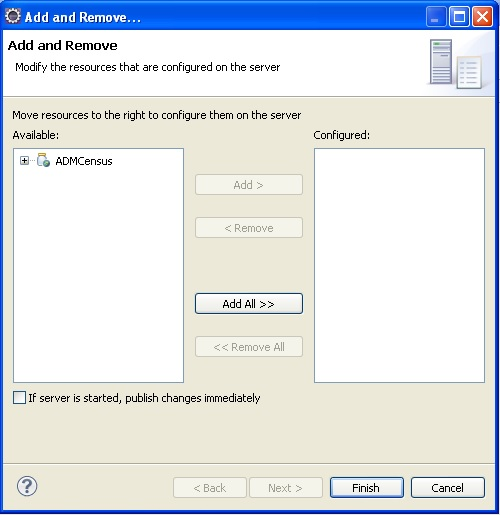 Add and Remove...
Add and Remove
Modify the resources that are configured on the server
Move resources to the right to configure them on the server
Available:
Configured:
ADMCensus
Add >
< Remove
Add All >>
<< Remove All
If server is started, publish changes immediately
?
< Back
Next >
Finish
Cancel